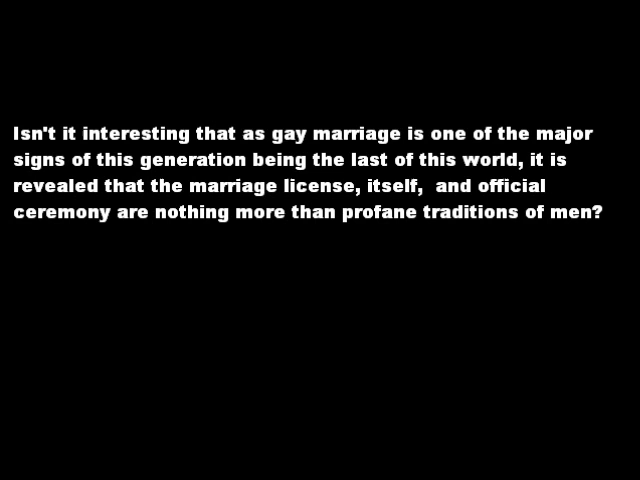 Isn't it interesting that as gay marriage is one of the major
signs of this generation being the last of this world, it is
revealed that the marriage license, itself,  and official
ceremony are nothing more than profane traditions of men?